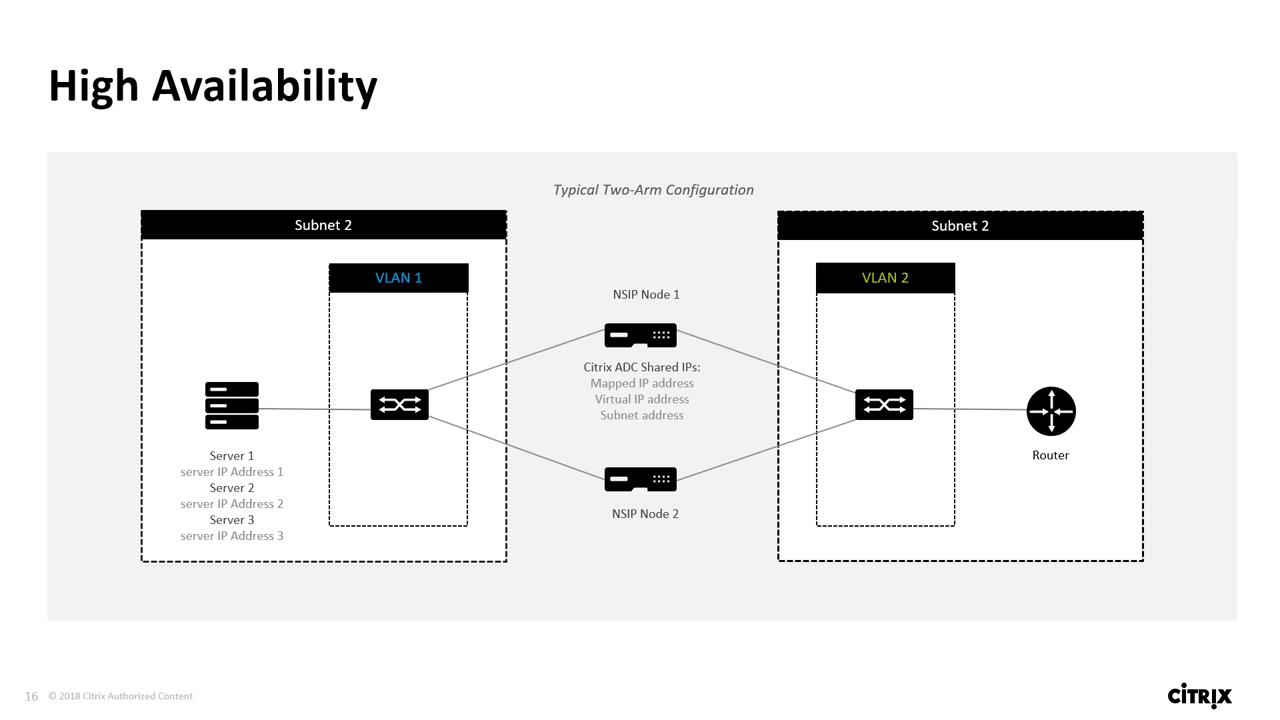 High Availability
Typical Two-Arm Configuration
Subnet 2
VLAN 1
Server 1
server IP Address 1
Server 2
server IP Address 2
Server 3
server IP Address 3
NSIP Node 1
Citrix ADC Shared IPs:
Mapped IP address
Virtual IP address
Subnet address
NSIP Node 2
Subnet 2
VLAN 2
Router
16
© 2018 Citrix Authorized Content
CİTRIX